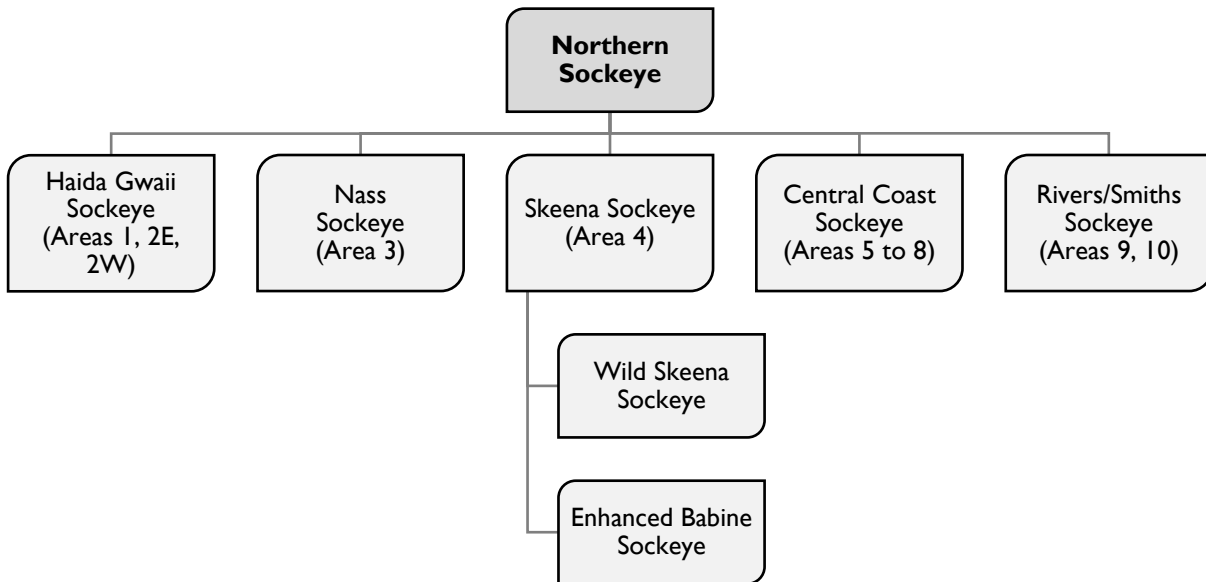 Northern
Sockeye
Haida Gwaii
Sockeye
(Areas 1, 2E,
2W)
Nass
Sockeye
(Area 3)
Skeena Sockeye
(Area 4)
Central Coast
Sockeye
(Areas 5 to 8)
Rivers/Smiths
Sockeye
(Areas 9, 10)
Wild Skeena
Sockeye
Enhanced Babine
Sockeye